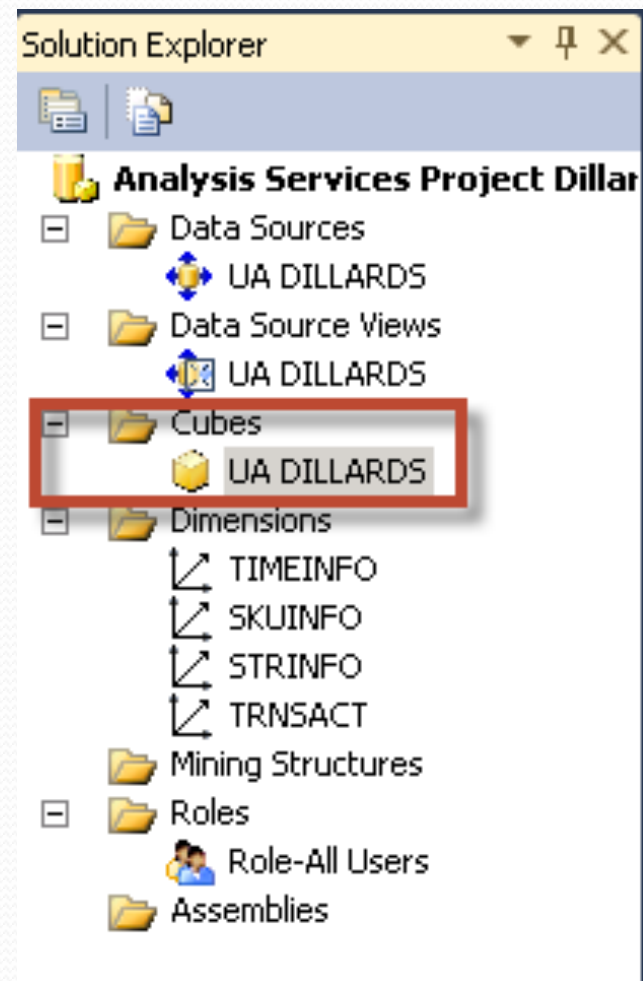 Solution Explorer
Analysis Services Project Dillar
Data Sources
UA DILLARDS
Data Source Views
UA DILLARDS
Cubes
UA DILLARDS
Dimensions
TIMEINFO
SKUINFO
STRINFO
TRNSACT
Mining Structures
Roles
Role-All Users
Assemblies